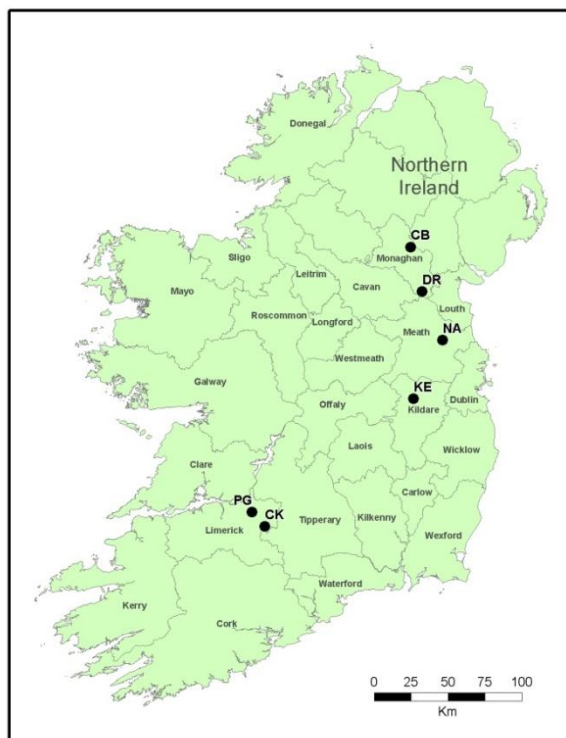 Donegal
Northern
Ireland
CB
Monaghan
Sligo
DR
Leitrim
Cavan
Mayo
Louth
Roscommon
Longford
NA
Meath
Westmeath
Galway
KE
Offaly
Kildare
Dublin
Laois
Wicklow
Clare
Carlow
PG
CK
Tipperary
Kilkenny
Limerick
Wexford
Waterford
Kerry
Cork
0 25 50 75 100
Km